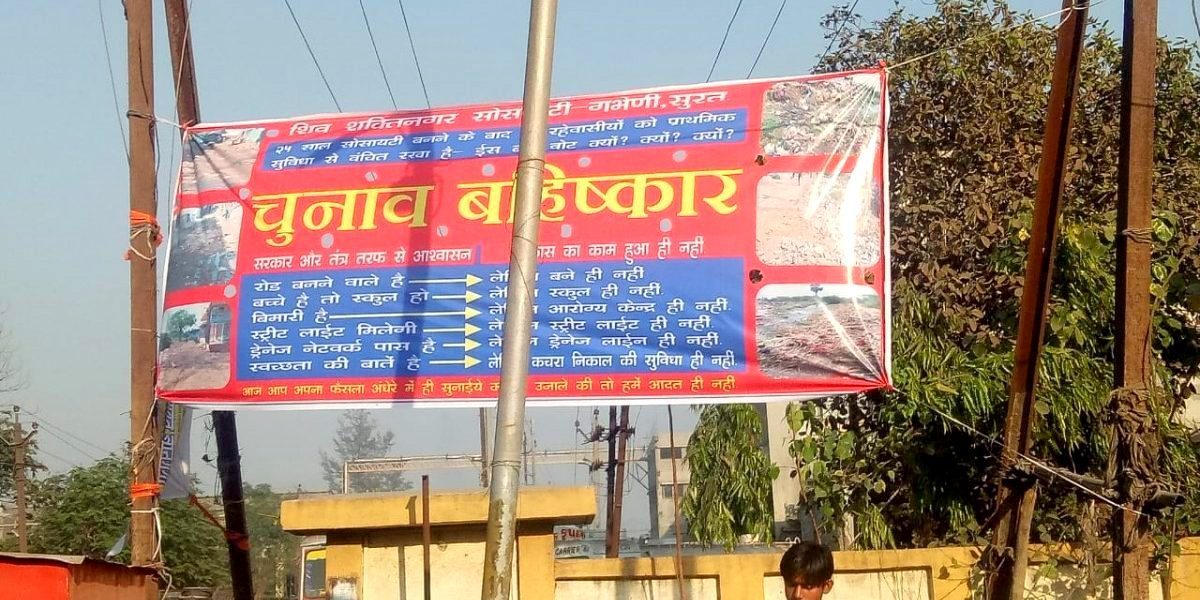 शिव शक्तिनगर सोसायटी गभेणी, सुरत
२५ साल सोसायटी बनने के बाद रहेवासीयों को प्राथमिक
सुविधा से वंचित रखा है- ईस वोट क्यों? क्यों? क्यों?
चुनांव बहिष्कार
सरकार और तंत्र तरफ से आश्वासन का काम हुआ ही नहीं
रोड बनने वाले है लेकिन बने ही नहीं.
बच्चे है तो स्कुल हो लेकिन स्कुल ही नहीं.
बिमारी है लेकिन आरोग्य केन्द्र ही नहीं.
स्ट्रीट लाईट मिलेगी लेकिन स्ट्रीट लाईट ही नहीं.
ड्रेनेज नेटवर्क पास है लेकिन ड्रेनेज लाईन ही नहीं.
स्वच्छता की बातें है लेकिन कचरा निकाल की सुविधा ही नहीं.
आज आप अपना फैसला अंधेरे में ही सुनाईये उजाले की तो हमें आदत ही नहीं